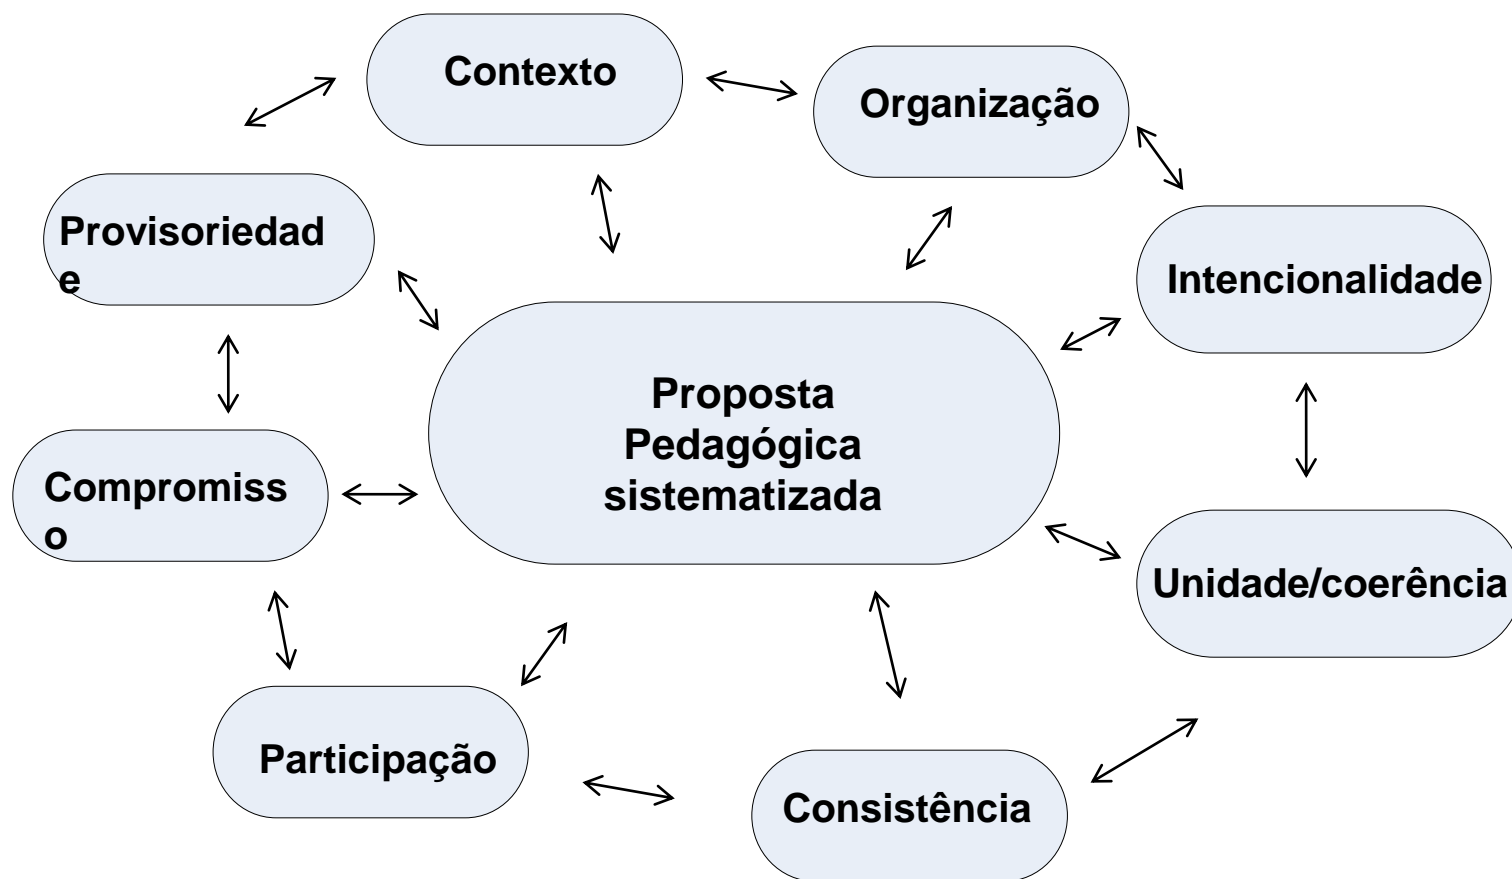 Contexto
Organização
Provisoriedad
e
Intencionalidade
Proposta
Pedagógica
sistematizada
Compromiss
o
Unidade/coerência
Participação
Consistência